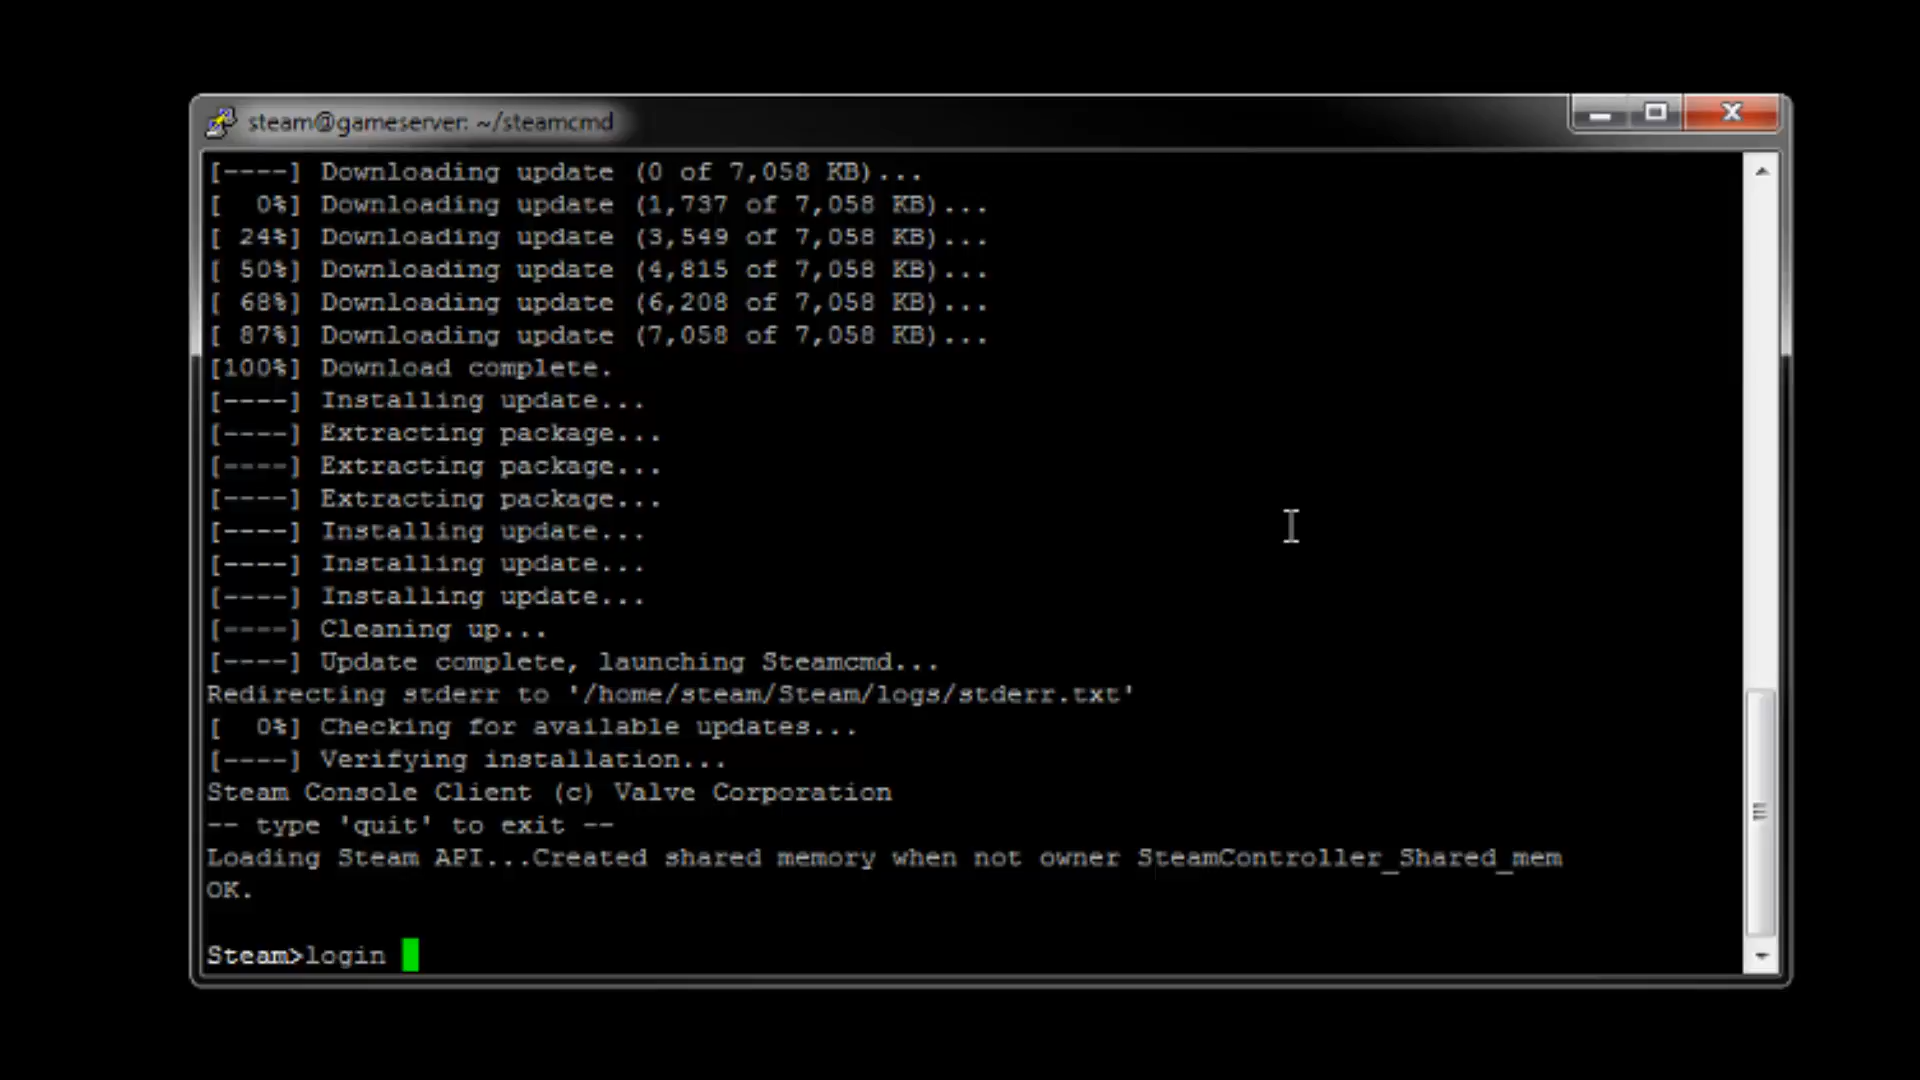 steam@gameserver: ~/steamcmd
[----] Downloading update (0 of 7,058 KB)...
[  0%] Downloading update (1,737 of 7,058 KB)...
[ 24%] Downloading update (3,549 of 7,058 KB)...
[ 50%] Downloading update (4,815 of 7,058 KB)...
[ 68%] Downloading update (6,208 of 7,058 KB)...
[ 87%] Downloading update (7,058 of 7,058 KB)...
[100%] Download complete.
[----] Installing update...
[----] Extracting package...
[----] Extracting package...
[----] Extracting package...
[----] Installing update...
[----] Installing update...
[----] Installing update...
[----] Cleaning up...
[----] Update complete, launching Steamcmd...
Redirecting stderr to '/home/steam/Steam/logs/stderr.txt'
[  0%] Checking for available updates...
[----] Verifying installation...
Steam Console Client (c) Valve Corporation
-- type 'quit' to exit --
Loading Steam API...Created shared memory when not owner SteamController_Shared_mem
OK.
Steam>login